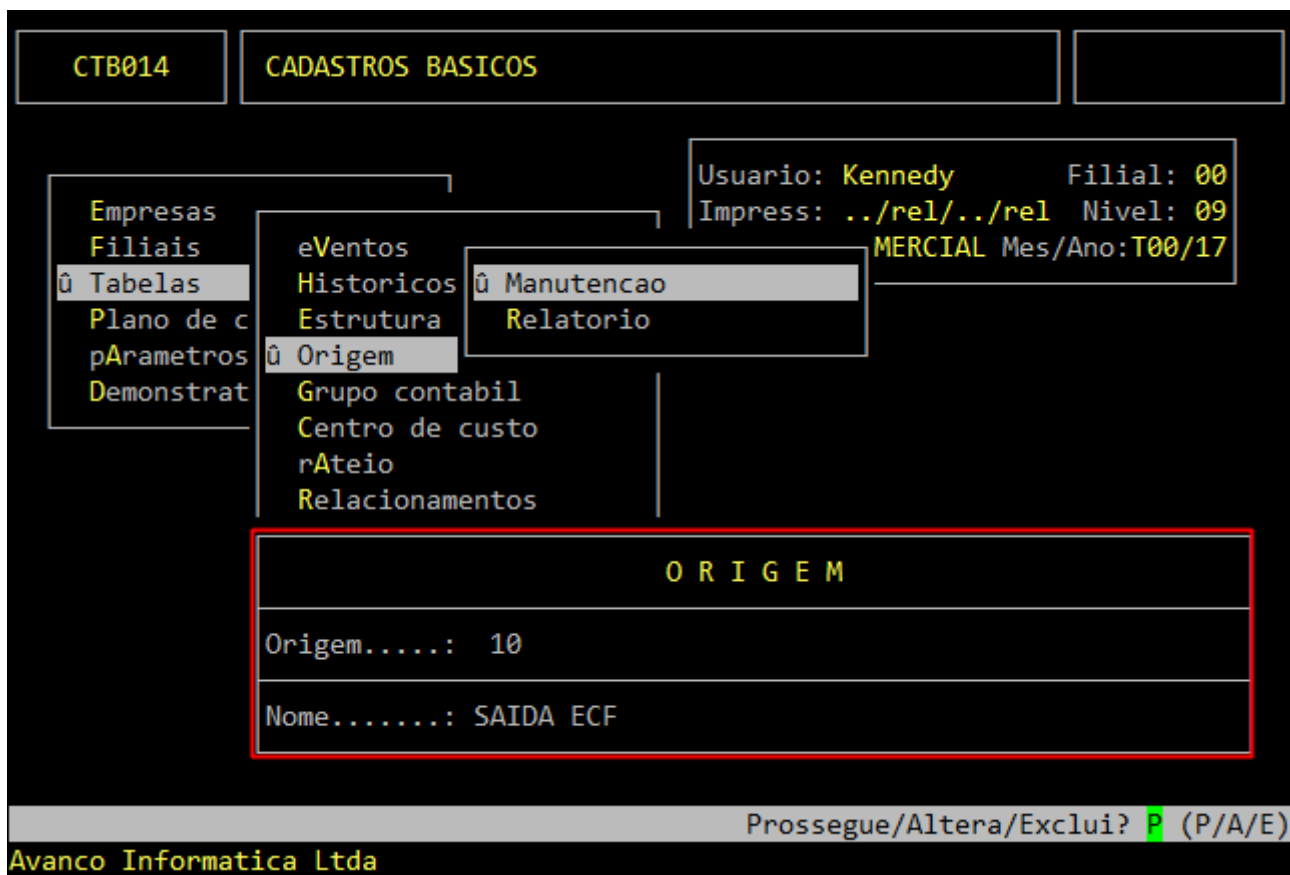 CTB014 CADASTROS BASICOS
Usuario: Kennedy Filial: 00
Impress: ../rel/../rel Nivel: 09
MERCIAL Mes/Ano:T00/17
Empresas
Filiais
û Tabelas
Plano de c
pArametros
Demonstrat
eVentos
Historicos
Estrutura
û Origem
Grupo contabil
Centro de custo
rAteio
Relacionamentos
û Manutencao
Relatorio
O R I G E M
Origem.....: 10
Nome.......: SAIDA ECF
Prossegue/Altera/Exclui? P (P/A/E)
Avanco Informatica Ltda